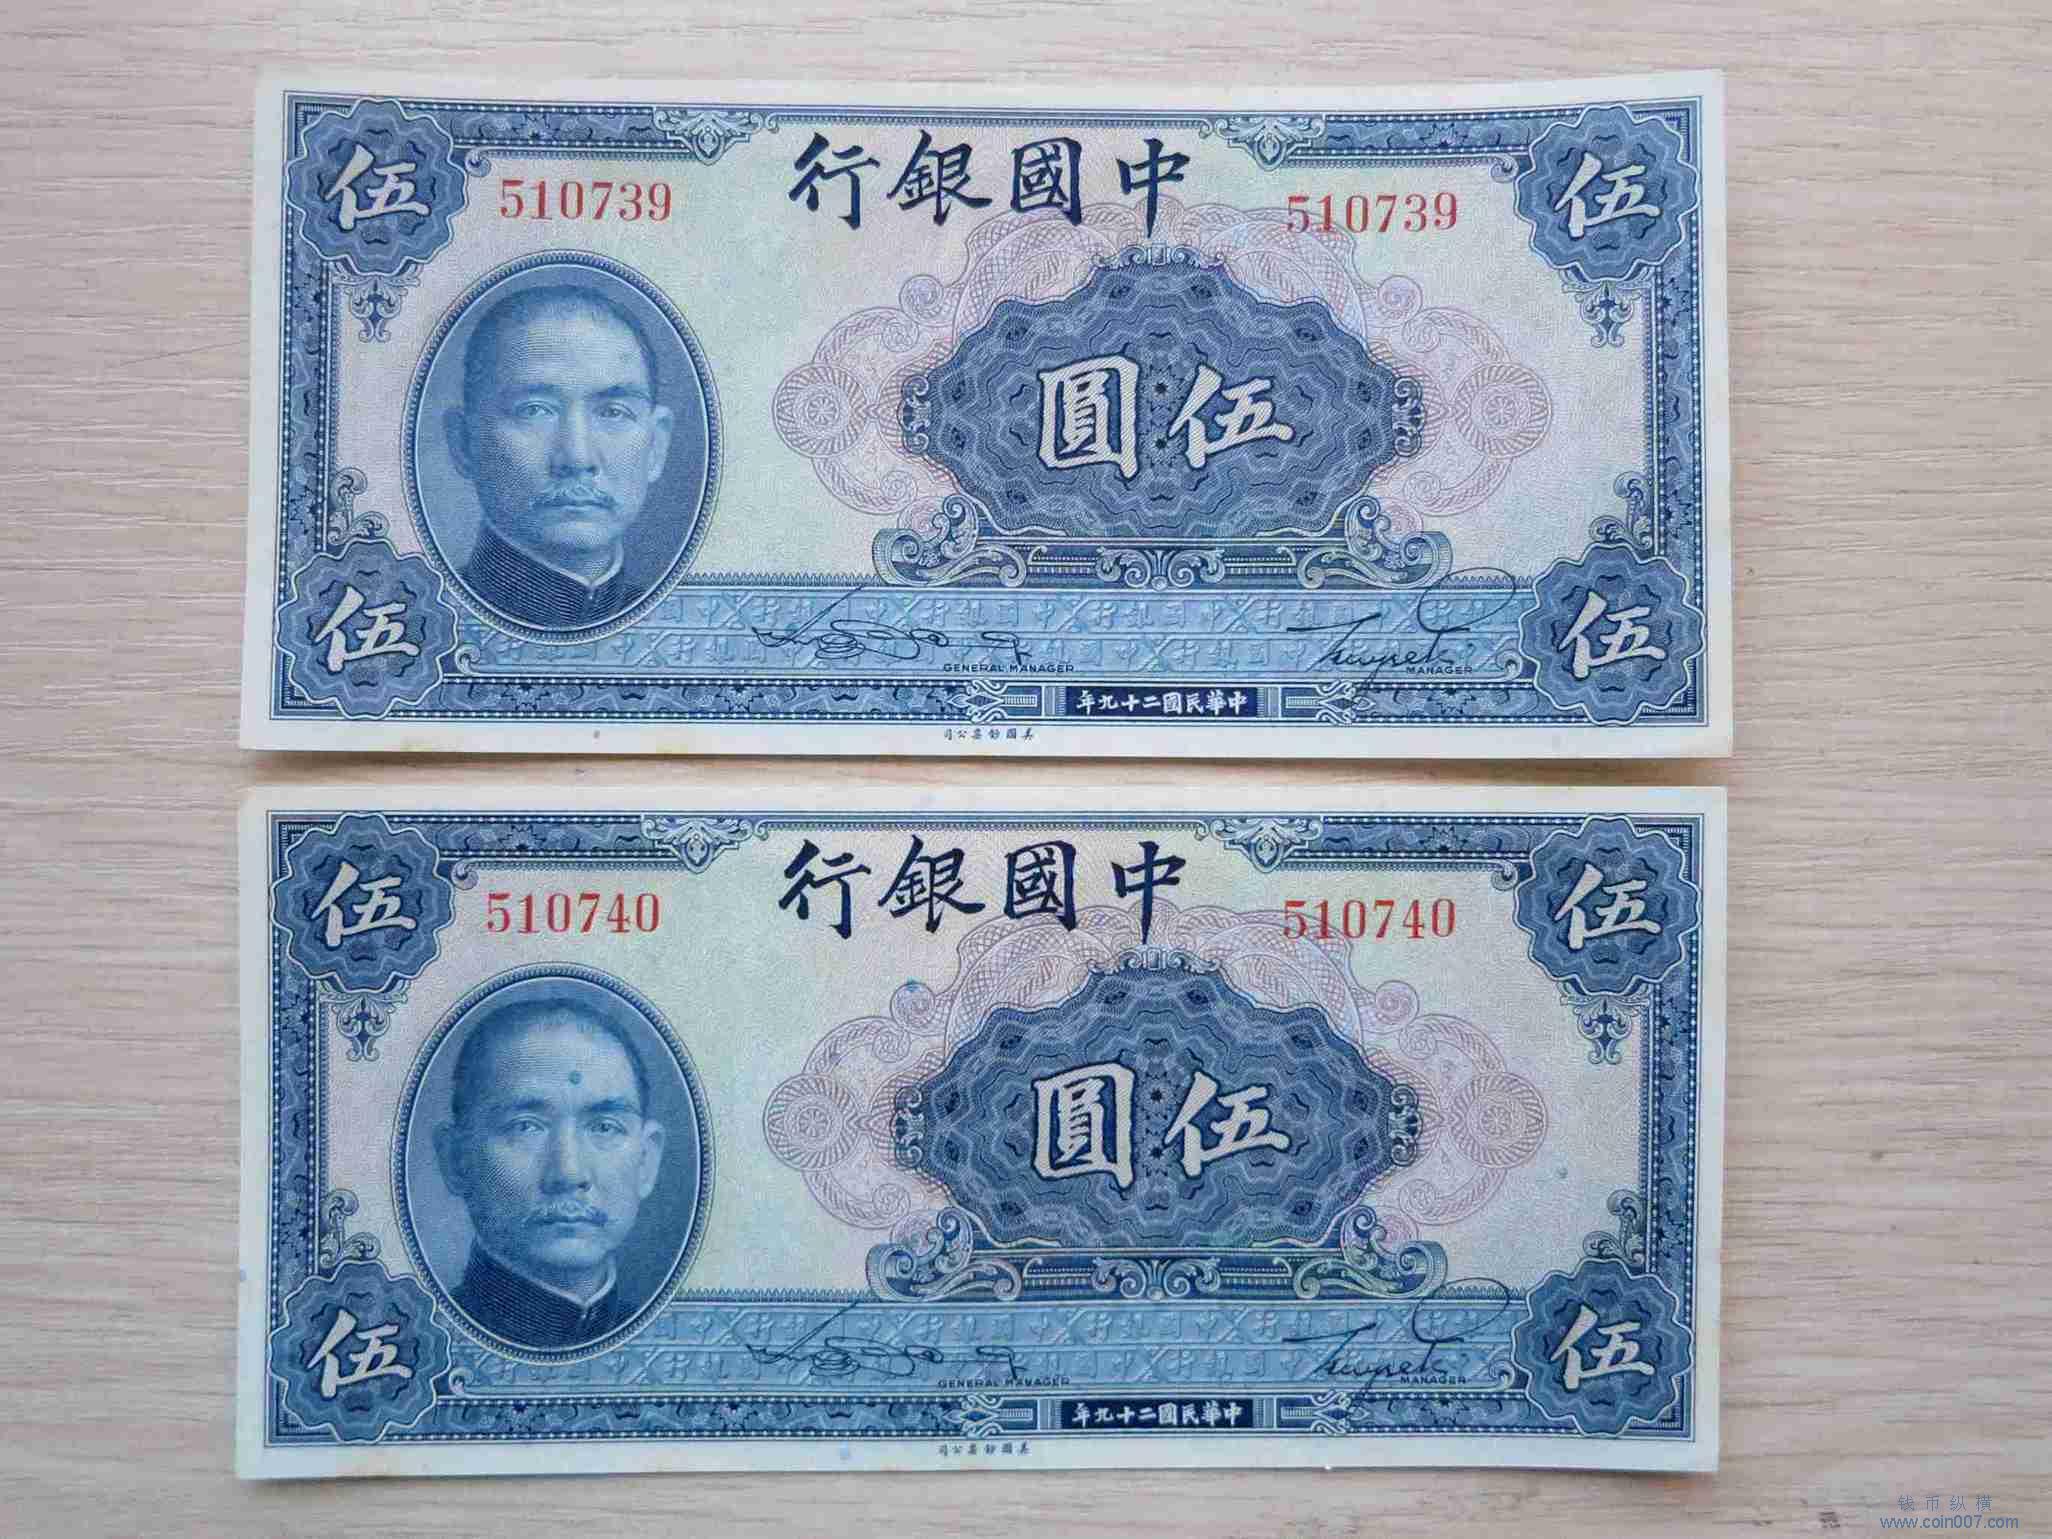 中國銀行
伍
510739
510739
伍
伍圓
伍
GENERAL MANAGER
MANAGER
伍
中華民國二十九年
美國鈔票公司
中國銀行
伍
510740
510740
伍
伍圓
伍
GENERAL MANAGER
MANAGER
伍
中華民國二十九年
美國鈔票公司
钱币纵横
www.coin007.com